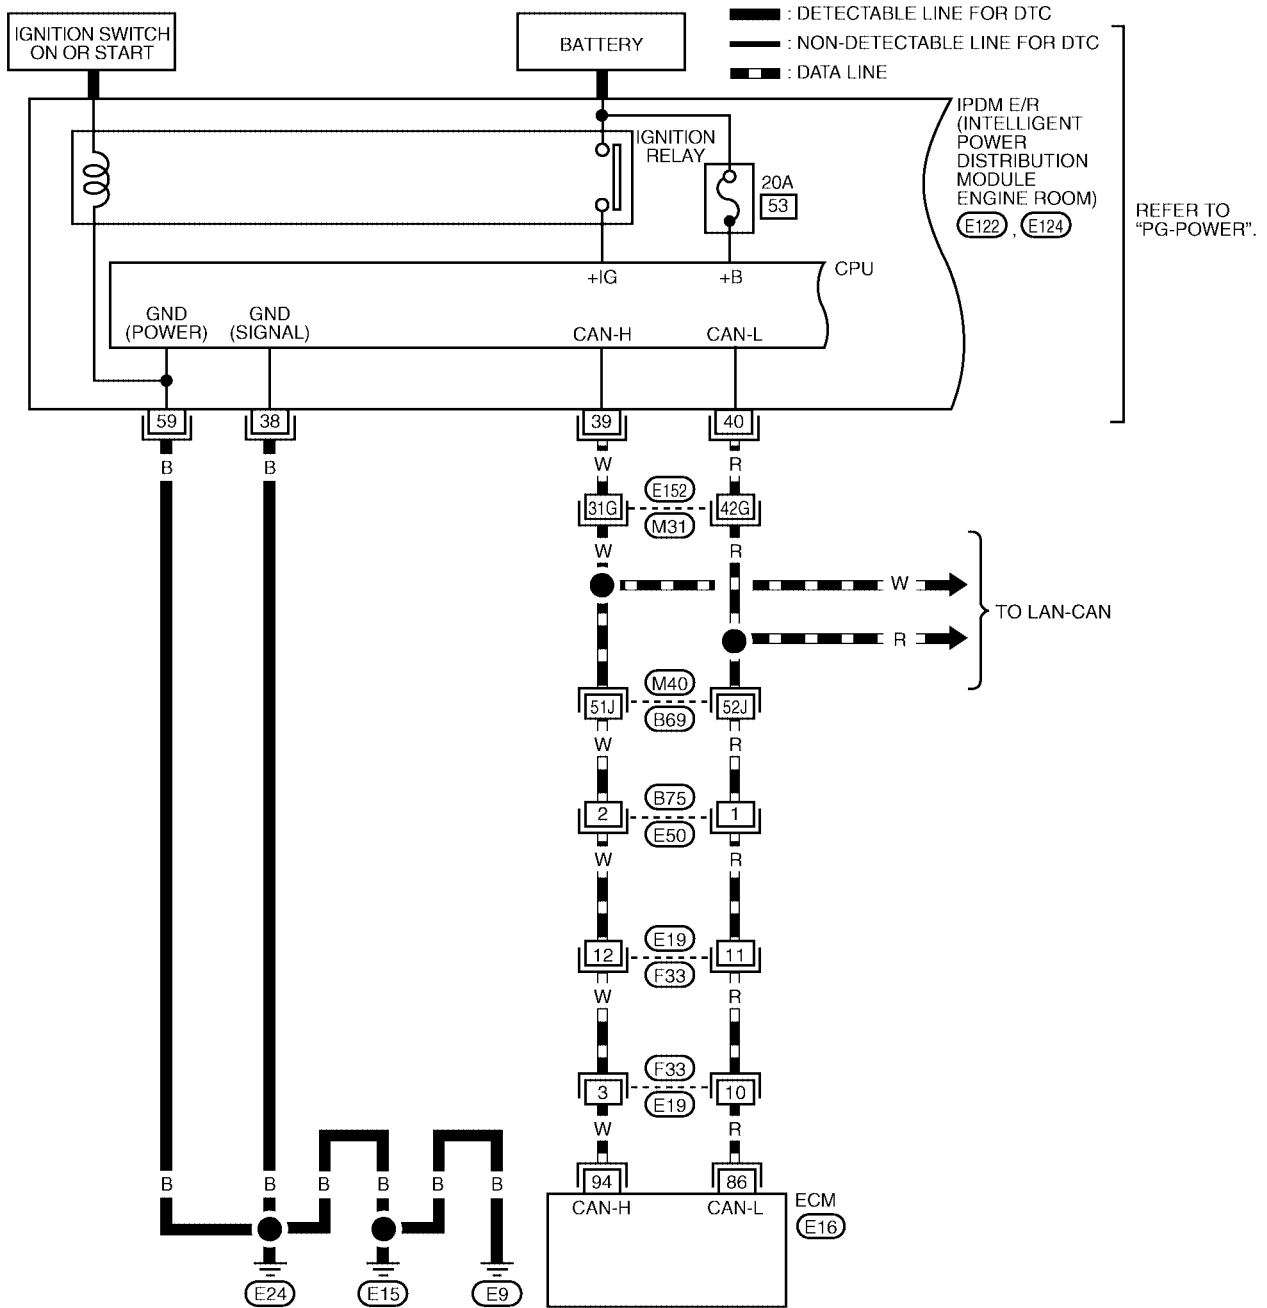 IGNITION SWITCH
ON OR START
BATTERY
: DETECTABLE LINE FOR DTC
: NON-DETECTABLE LINE FOR DTC
: DATA LINE
IPDM E/R
(INTELLIGENT
POWER
DISTRIBUTION
MODULE
ENGINE ROOM)
E122 , E124
REFER TO
"PG-POWER".
IGNITION
RELAY
20A
53
CPU
+IG +B
GND
(POWER)
GND
(SIGNAL)
CAN-H CAN-L
59 38 39 40
B B W R
31G E152 42G
M31
W R
W
TO LAN-CAN
R
M40
51J 52J
B69
W R
B75
2 1
E50
W R
E19
12 11
F33
W R
F33
3 10
E19
W R
B B B B B B
94 86
CAN-H CAN-L
ECM
E16
E24 E15 E9